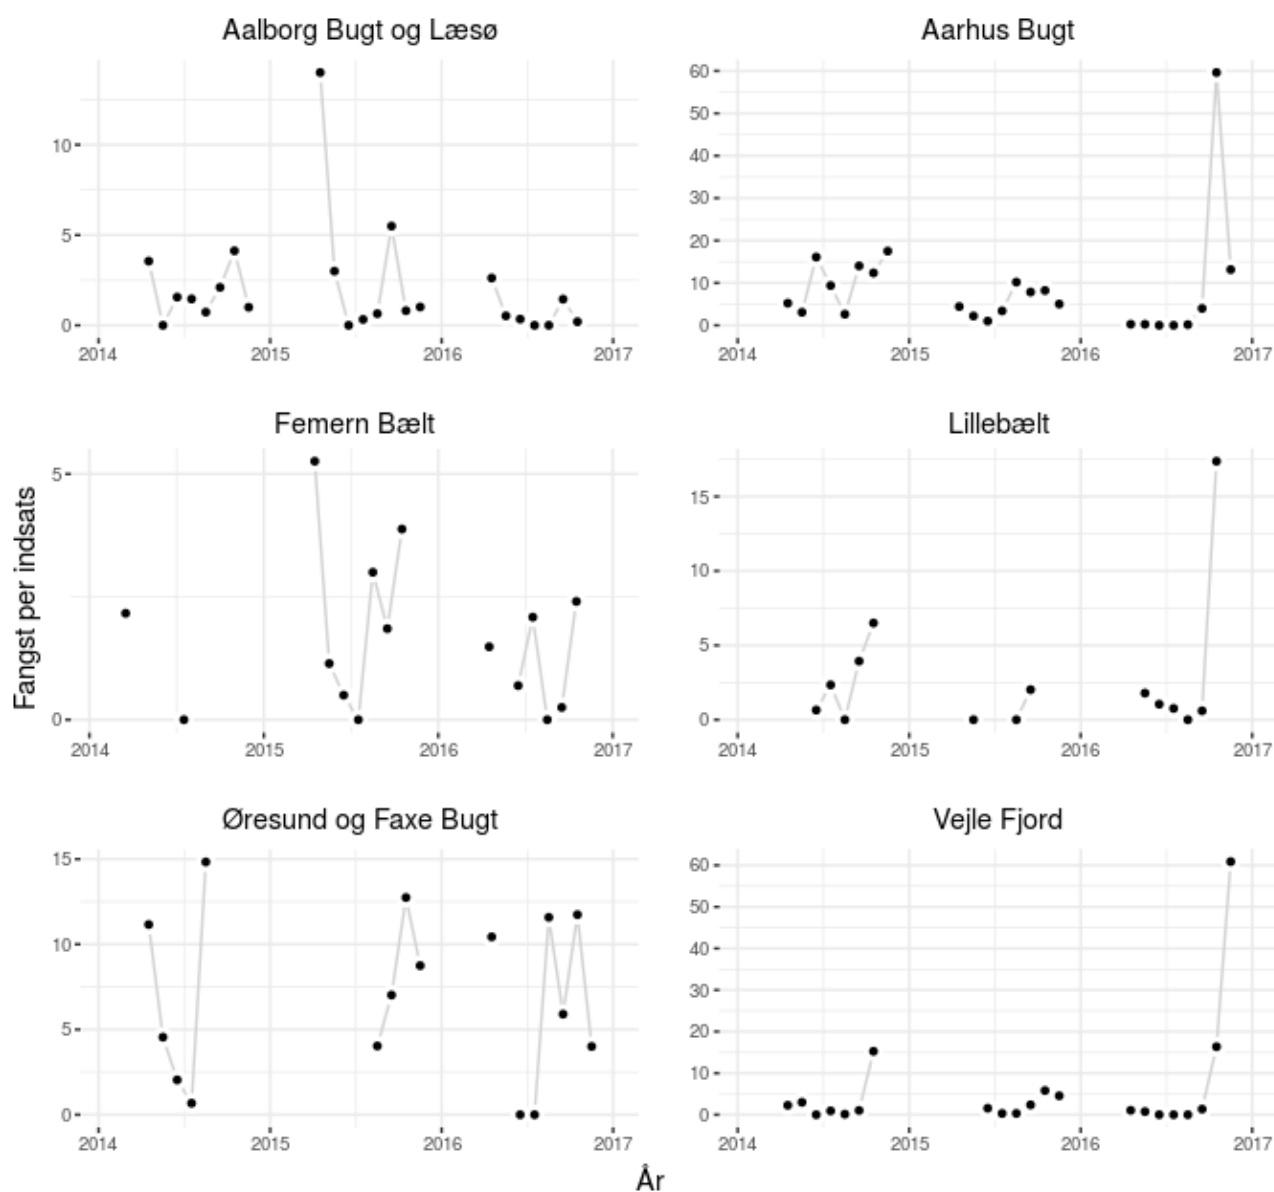 Aalborg Bugt og Læsø
10
5
0
2014 2015 2016 2017
Aarhus Bugt
60
50
40
30
20
10
0
2014 2015 2016 2017
Femern Bælt
5
0
2014 2015 2016 2017
Lillebælt
15
10
5
0
2014 2015 2016 2017
Øresund og Faxe Bugt
15
10
5
0
2014 2015 2016 2017
Vejle Fjord
60
50
40
30
20
10
0
2014 2015 2016 2017
Fangst per indsats
År